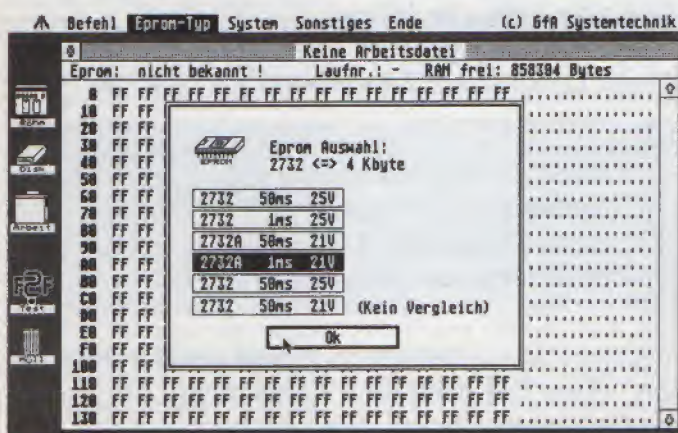 Befehl Eprom-Typ System Sonstiges Ende (c) GfA Systemtechnik
Keine Arbeitsdatei
Eprom: nicht bekannt ! Laufnr.: - RAM frei: 858384 Bytes
0 FF FF FF FF FF FF FF FF FF FF FF FF FF FF FF FF ................
10 FF FF
20 FF FF
30 FF FF
40 FF FF
50 FF FF
60 FF FF
70 FF FF
80 FF FF
90 FF FF
A0 FF FF
B0 FF FF
C0 FF FF
D0 FF FF
E0 FF FF
F0 FF FF
100 FF FF
110 FF FF FF FF FF FF FF FF FF FF FF FF FF FF FF FF ................
120 FF FF FF FF FF FF FF FF FF FF FF FF FF FF FF FF ................
130 FF FF FF FF FF FF FF FF FF FF FF FF FF FF FF FF ................
Disk
Arbeit
F2F
Test
EPROM
Eprom Auswahl:
2732 <=> 4 Kbyte
2732 50ms 25V
2732 1ms 25V
2732A 50ms 21V
2732A 1ms 21V
2732 50ms 25V
2732 50ms 21V (Kein Vergleich)
Ok